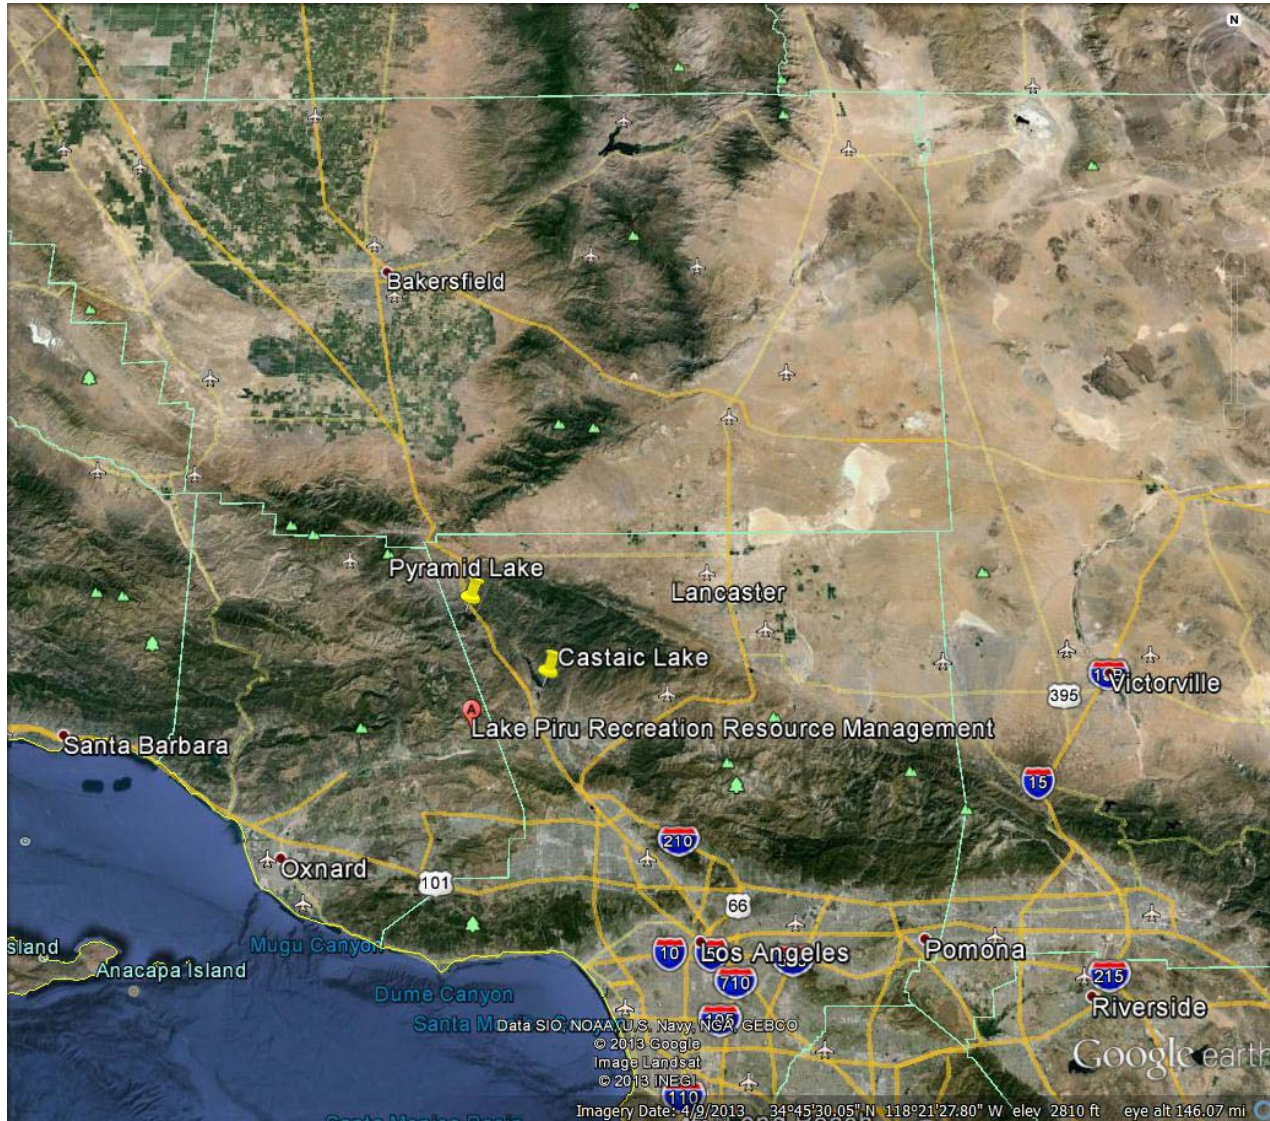 N
Bakersfield
Pyramid Lake
Lancaster
Castaic Lake
395
Victorville
A
Lake Piru Recreation Resource Management
Santa Barbara
15
210
Oxnard
101
66
Mugu Canyon
10
Los Angeles
Pomona
sland
Anacapa Island
710
215
Dume Canyon
Riverside
105
Data SIO, NOAA, U.S. Navy, NGA, GEBCO
© 2013 Google
Image Landsat
© 2013 INEGI
Google earth
110
Imagery Date: 4/9/2013 34°45'30.05" N 118°21'27.80" W elev 2810 ft eye alt 146.07 mi